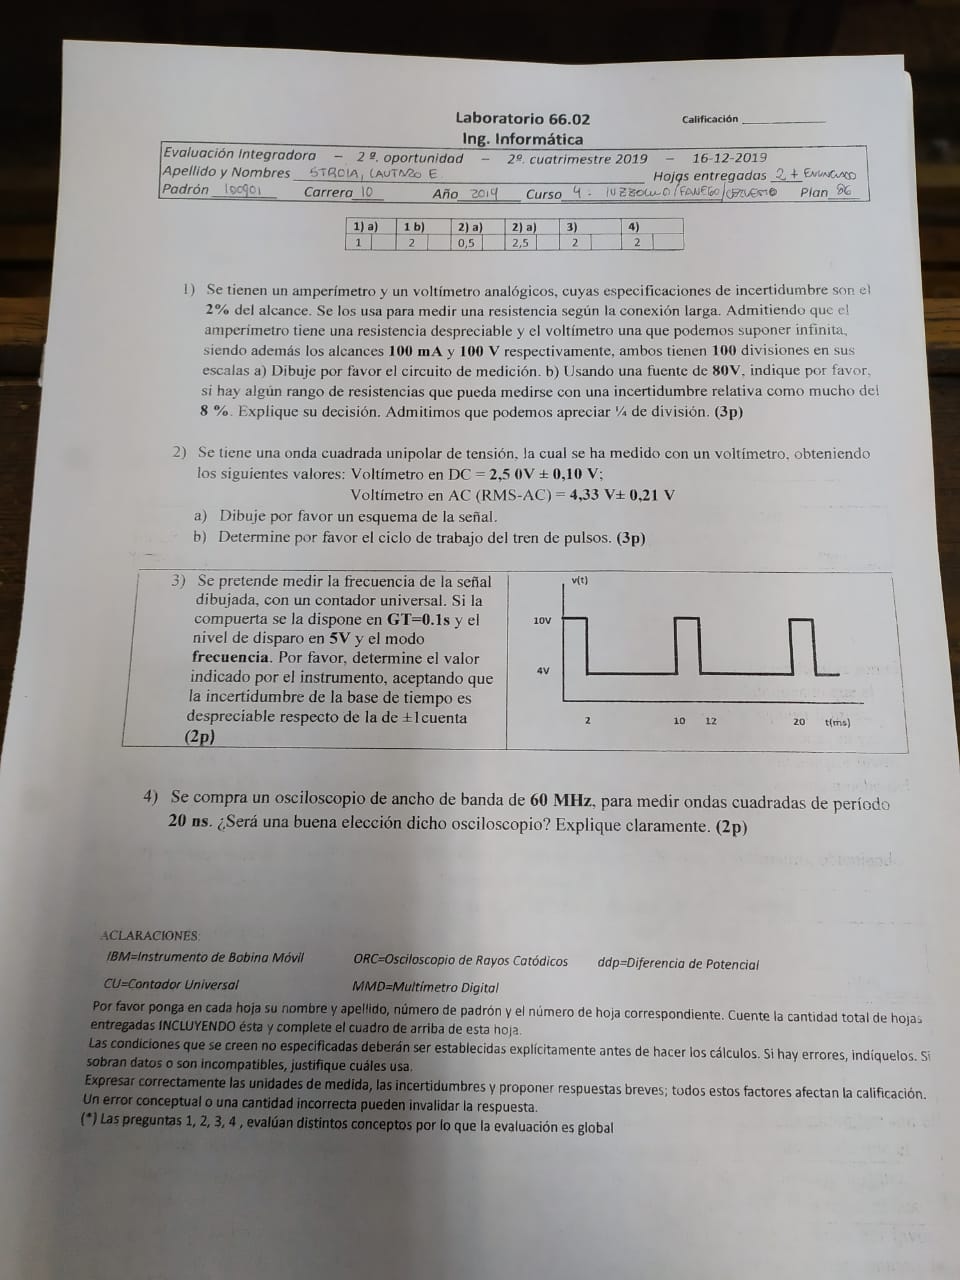 Laboratorio 66.02
Calificación
Ing. Informática
Evaluación Integradora – 2 º. oportunidad – 2º. cuatrimestre 2019 – 16-12-2019
Apellido y Nombres STROIA, LAUTARO E. Hojas entregadas 2 + ENUNCIADO
Padrón 100901 Carrera 10 Año 2019 Curso 4: Plan 86
1) a) 1 b) 2) a) 2) a) 3) 4)
1 2 0,5 2,5 2 2
1) Se tienen un amperímetro y un voltímetro analógicos, cuyas especificaciones de incertidumbre son el
2% del alcance. Se los usa para medir una resistencia según la conexión larga. Admitiendo que el
amperímetro tiene una resistencia despreciable y el voltímetro una que podemos suponer infinita,
siendo además los alcances 100 mA y 100 V respectivamente, ambos tienen 100 divisiones en sus
escalas a) Dibuje por favor el circuito de medición. b) Usando una fuente de 80V, indique por favor,
si hay algún rango de resistencias que pueda medirse con una incertidumbre relativa como mucho del
8 %. Explique su decisión. Admitimos que podemos apreciar ¼ de división. (3p)
2) Se tiene una onda cuadrada unipolar de tensión, la cual se ha medido con un voltímetro, obteniendo
los siguientes valores: Voltímetro en DC = 2,5 0V ± 0,10 V;
Voltímetro en AC (RMS-AC) = 4,33 V± 0,21 V
a) Dibuje por favor un esquema de la señal.
b) Determine por favor el ciclo de trabajo del tren de pulsos. (3p)
3) Se pretende medir la frecuencia de la señal
dibujada, con un contador universal. Si la
compuerta se la dispone en GT=0.1s y el
nivel de disparo en 5V y el modo
frecuencia. Por favor, determine el valor
indicado por el instrumento, aceptando que
la incertidumbre de la base de tiempo es
despreciable respecto de la de ±1cuenta
(2p)
v(t)
10V
4V
2 10 12 20 t(ms)
4) Se compra un osciloscopio de ancho de banda de 60 MHz, para medir ondas cuadradas de período
20 ns. ¿Será una buena elección dicho osciloscopio? Explique claramente. (2p)
ACLARACIONES:
IBM=Instrumento de Bobina Móvil ORC=Osciloscopio de Rayos Catódicos ddp=Diferencia de Potencial
CU=Contador Universal MMD=Multímetro Digital
Por favor ponga en cada hoja su nombre y apellido, número de padrón y el número de hoja correspondiente. Cuente la cantidad total de hojas
entregadas INCLUYENDO ésta y complete el cuadro de arriba de esta hoja.
Las condiciones que se creen no especificadas deberán ser establecidas explícitamente antes de hacer los cálculos. Si hay errores, indíquelos. Si
sobran datos o son incompatibles, justifique cuáles usa.
Expresar correctamente las unidades de medida, las incertidumbres y proponer respuestas breves; todos estos factores afectan la calificación.
Un error conceptual o una cantidad incorrecta pueden invalidar la respuesta.
(*) Las preguntas 1, 2, 3, 4 , evalúan distintos conceptos por lo que la evaluación es global